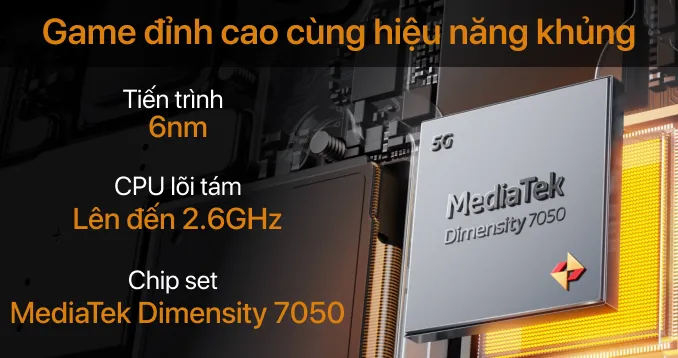 Game đỉnh cao cùng hiệu năng khủng
Tiến trình
6nm
CPU lõi tám
Lên đến 2.6GHz
Chip set
MediaTek Dimensity 7050
5G
MediaTek
Dimensity 7050